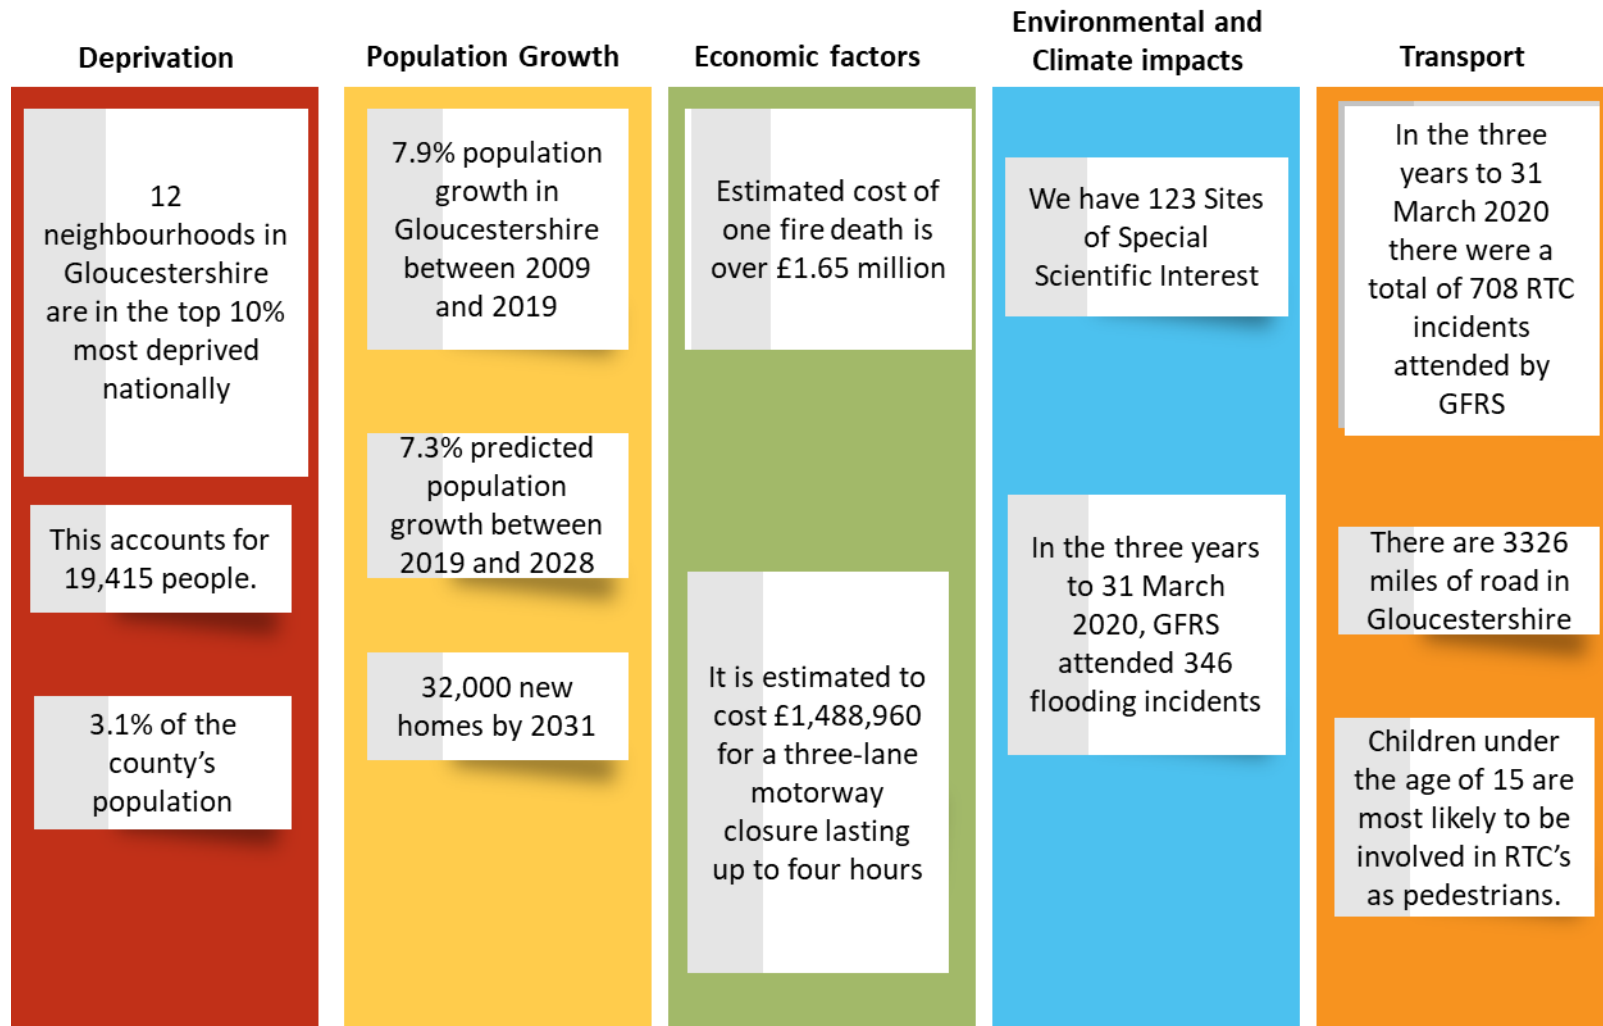 Deprivation
12
neighbourhoods in
Gloucestershire
are in the top 10%
most deprived
nationally
This accounts for
19,415 people.
3.1% of the
county’s
population
Population Growth
7.9% population
growth in
Gloucestershire
between 2009
and 2019
7.3% predicted
population
growth between
2019 and 2028
32,000 new
homes by 2031
Economic factors
Estimated cost of
one fire death is
over £1.65 million
It is estimated to
cost £1,488,960
for a three-lane
motorway
closure lasting
up to four hours
Environmental and
Climate impacts
We have 123 Sites
of Special
Scientific Interest
In the three years
to 31 March
2020, GFRS
attended 346
flooding incidents
Transport
In the three
years to 31
March 2020
there were a
total of 708 RTC
incidents
attended by
GFRS
There are 3326
miles of road in
Gloucestershire
Children under
the age of 15 are
most likely to be
involved in RTC’s
as pedestrians.